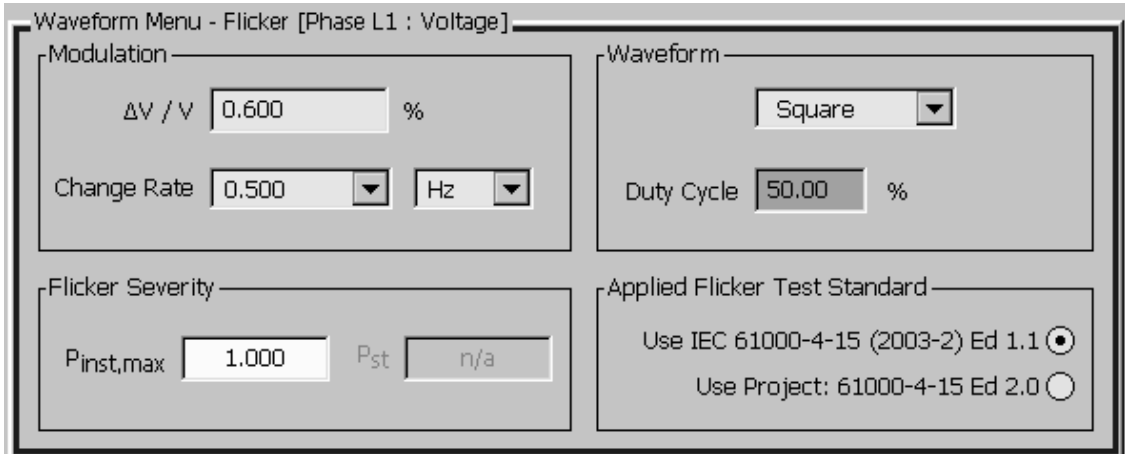 Waveform Menu - Flicker [Phase L1 : Voltage]
Modulation
ΔV / V 0.600 %
Change Rate 0.500 Hz
Waveform
Square
Duty Cycle 50.00 %
Flicker Severity
Pinst,max 1.000 Pst n/a
Applied Flicker Test Standard
Use IEC 61000-4-15 (2003-2) Ed 1.1
Use Project: 61000-4-15 Ed 2.0